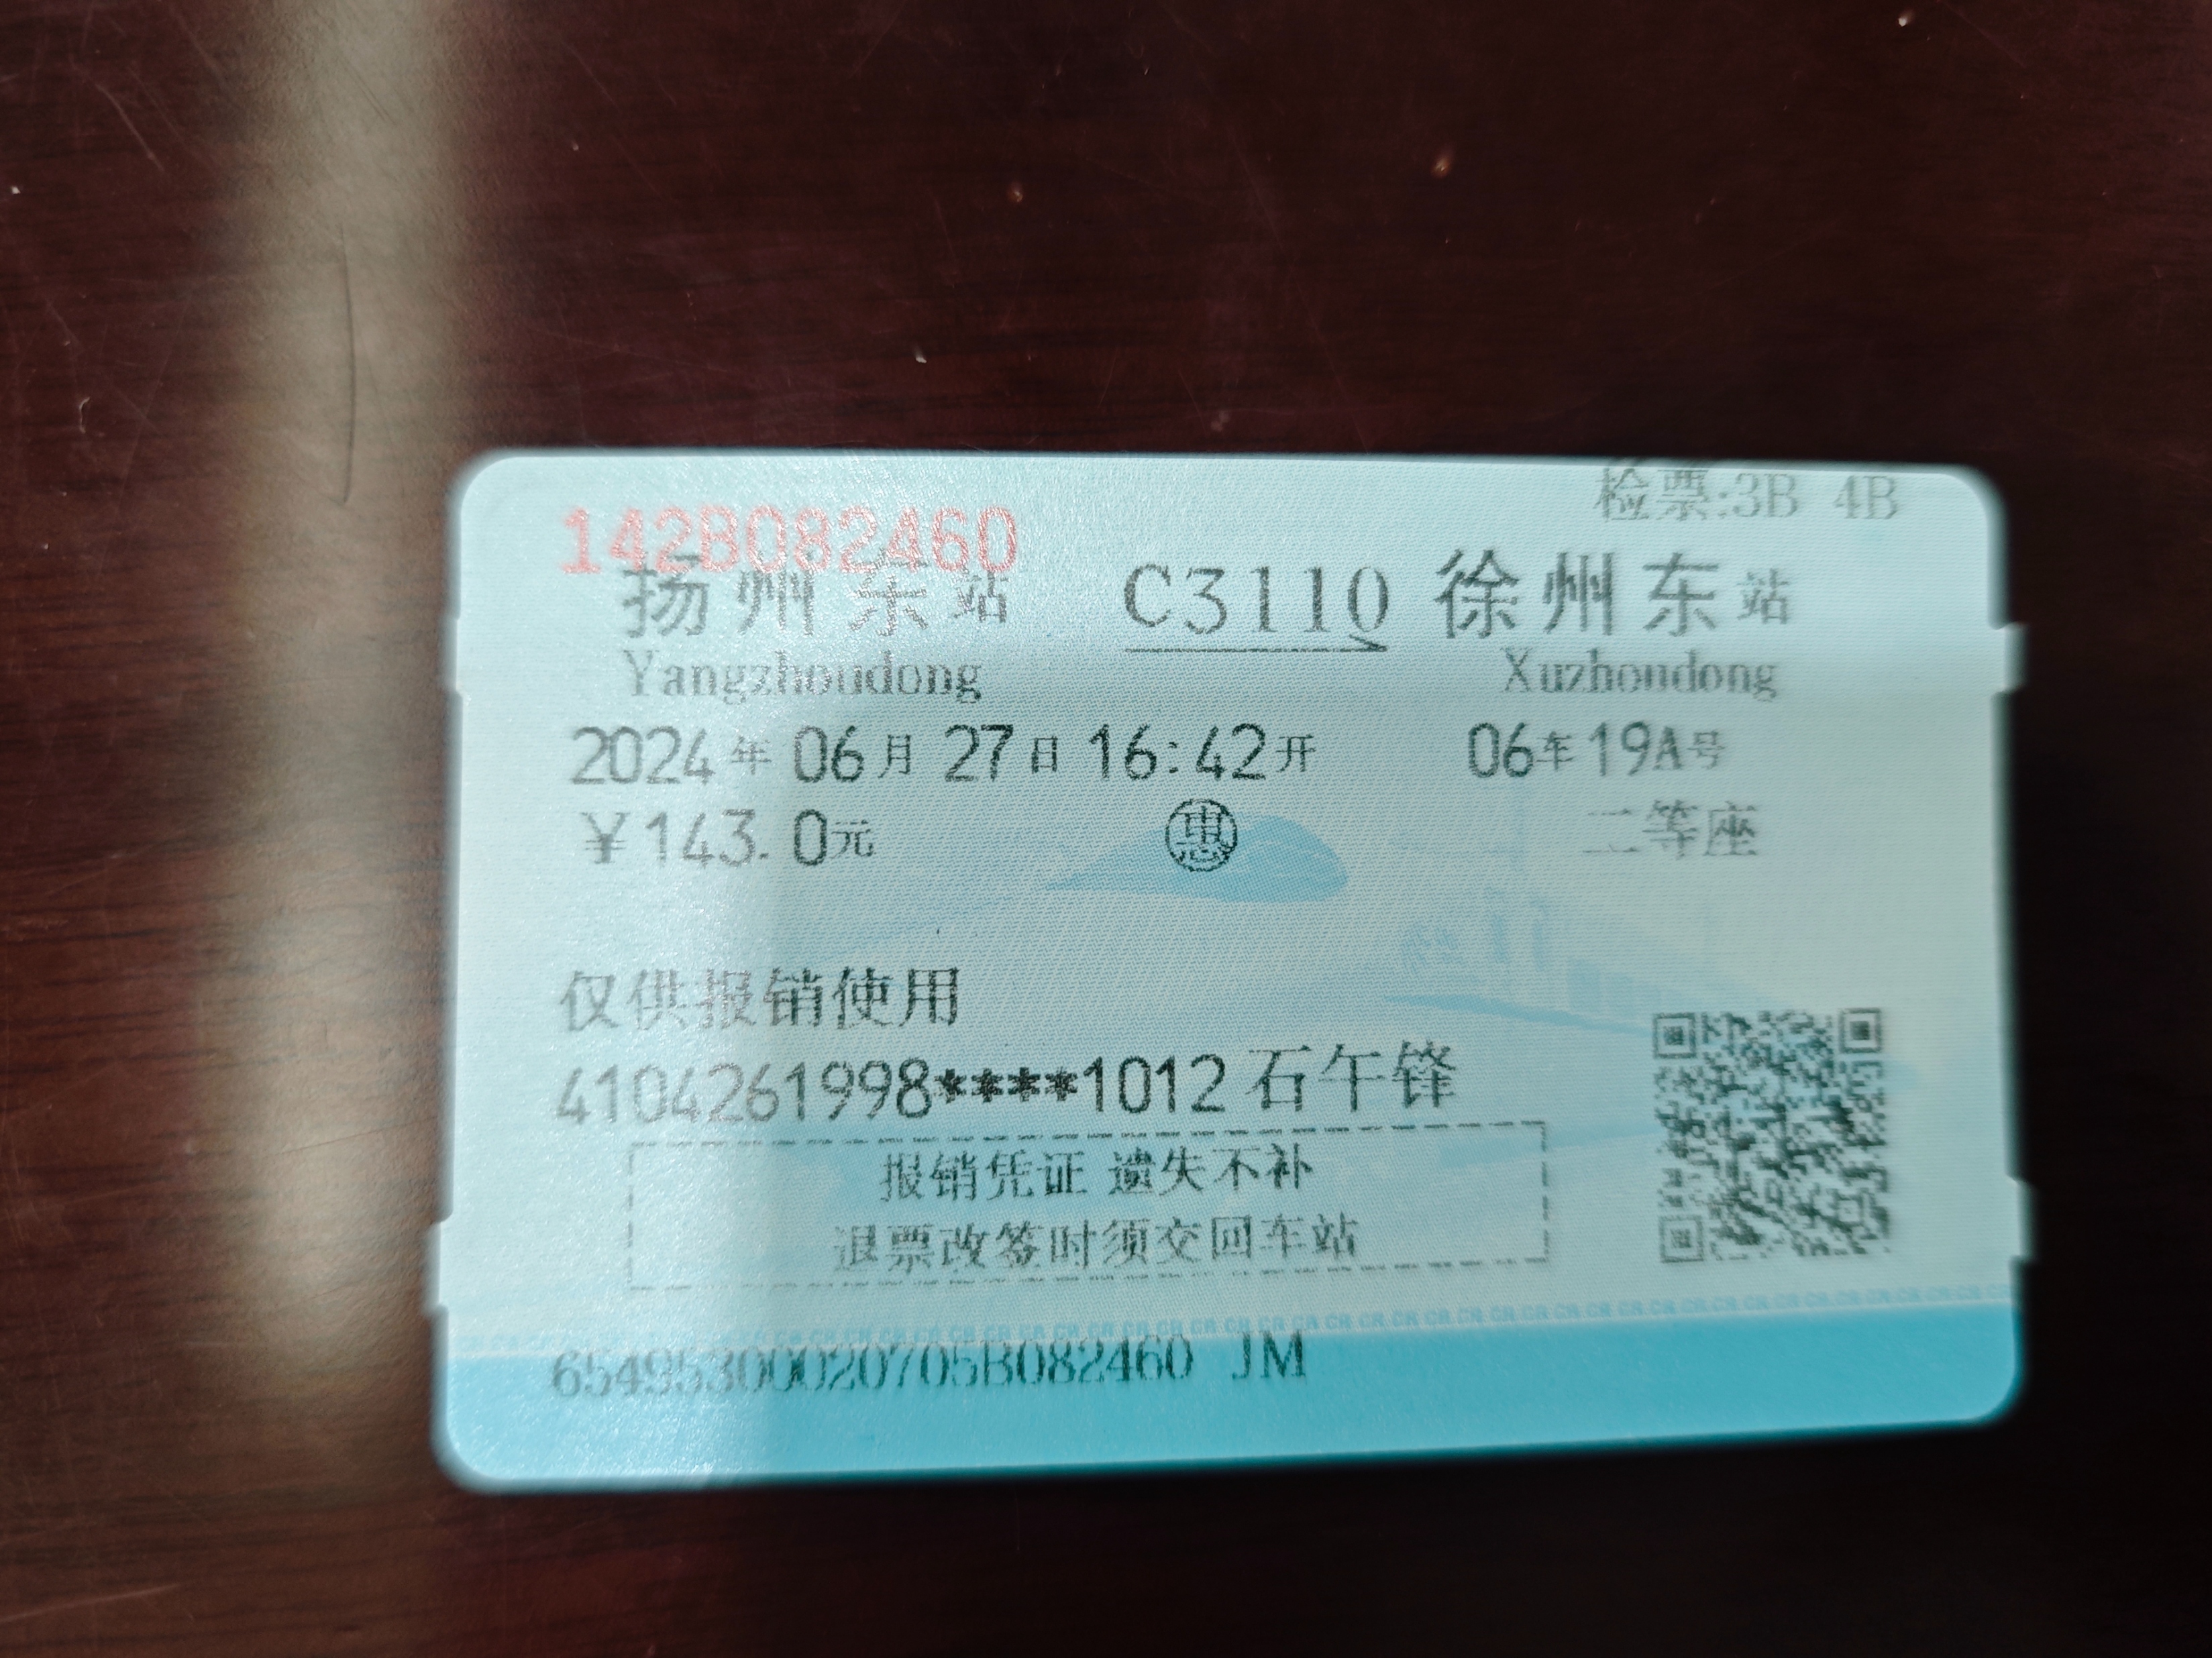 检票:3B 4B
142B082460
扬州东站 C3110 徐州东站
Yangzhoudong Xuzhoudong
2024年06月27日16:42开 06车19A号
￥143.0元 惠 二等座
仅供报销使用
4104261998****1012石午锋
报销凭证 遗失不补
退票改签时须交回车站
65495300020705B082460 JM